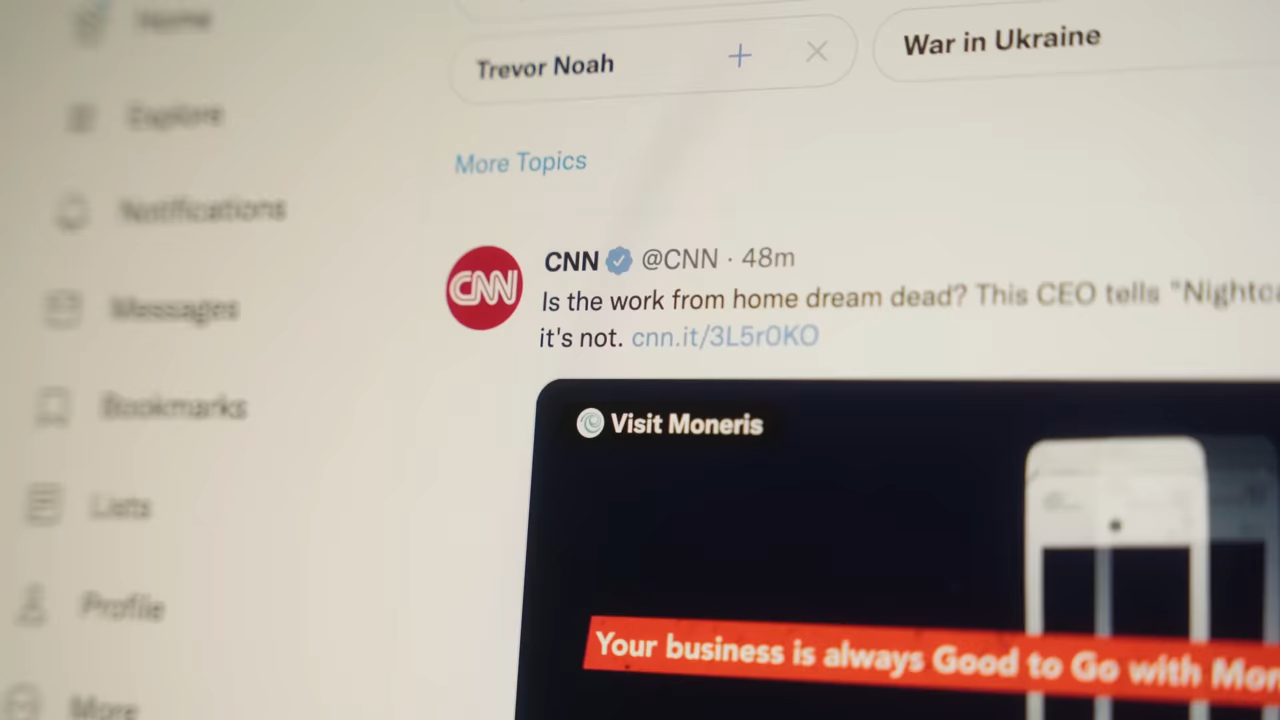 Home
Explore
Notifications
Messages
Bookmarks
Lists
Profile
More
Trevor Noah
War in Ukraine
More Topics
CNN
CNN @CNN · 48m
Is the work from home dream dead? This CEO tells
it's not. cnn.it/3L5r0KO
Visit Moneris
Your business is always Good to Go with